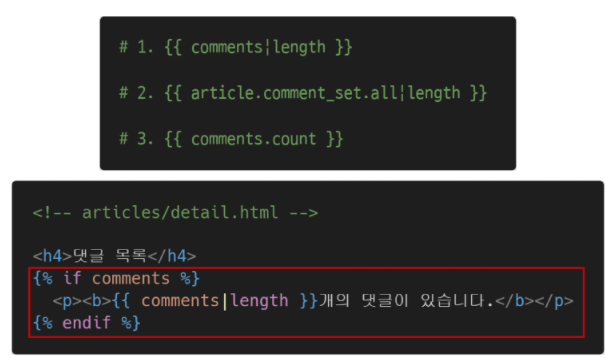 # 1. {{ comments|length }}
# 2. {{ article.comment_set.all|length }}
# 3. {{ comments.count }}
<!-- articles/detail.html -->
<h4>댓글 목록</h4>
{% if comments %}
<p><b>{{ comments|length }}개의 댓글이 있습니다.</b></p>
{% endif %}